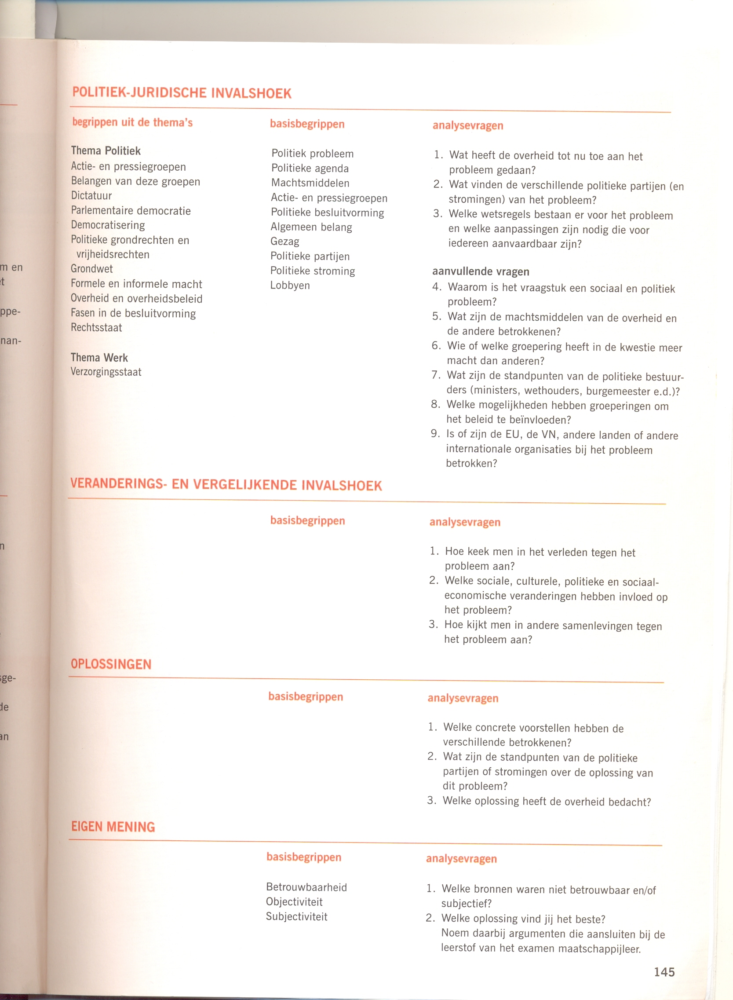 POLITIEK-JURIDISCHE INVALSHOEK
begrippen uit de thema's
Thema Politiek
Actie- en pressiegroepen
Belangen van deze groepen
Dictatuur
Parlementaire democratie
Democratisering
Politieke grondrechten en
vrijheidsrechten
Grondwet
Formele en informele macht
Overheid en overheidsbeleid
Fasen in de besluitvorming
Rechtsstaat
Thema Werk
Verzorgingsstaat
basisbegrippen
Politiek probleem
Politieke agenda
Machtsmiddelen
Actie- en pressiegroepen
Politieke besluitvorming
Algemeen belang
Gezag
Politieke partijen
Politieke stroming
Lobbyen
analysevragen
1. Wat heeft de overheid tot nu toe aan het
probleem gedaan?
2. Wat vinden de verschillende politieke partijen (en
stromingen) van het probleem?
3. Welke wetsregels bestaan er voor het probleem
en welke aanpassingen zijn nodig die voor
iedereen aanvaardbaar zijn?
aanvullende vragen
4. Waarom is het vraagstuk een sociaal en politiek
probleem?
5. Wat zijn de machtsmiddelen van de overheid en
de andere betrokkenen?
6. Wie of welke groepering heeft in de kwestie meer
macht dan anderen?
7. Wat zijn de standpunten van de politieke bestuur-
ders (ministers, wethouders, burgemeester e.d.)?
8. Welke mogelijkheden hebben groeperingen om
het beleid te beïnvloeden?
9. Is of zijn de EU, de VN, andere landen of andere
internationale organisaties bij het probleem
betrokken?
VERANDERINGS- EN VERGELIJKENDE INVALSHOEK
basisbegrippen
analysevragen
1. Hoe keek men in het verleden tegen het
probleem aan?
2. Welke sociale, culturele, politieke en sociaal-
economische veranderingen hebben invloed op
het probleem?
3. Hoe kijkt men in andere samenlevingen tegen
het probleem aan?
OPLOSSINGEN
basisbegrippen
analysevragen
1. Welke concrete voorstellen hebben de
verschillende betrokkenen?
2. Wat zijn de standpunten van de politieke
partijen of stromingen over de oplossing van
dit probleem?
3. Welke oplossing heeft de overheid bedacht?
EIGEN MENING
basisbegrippen
Betrouwbaarheid
Objectiviteit
Subjectiviteit
analysevragen
1. Welke bronnen waren niet betrouwbaar en/of
subjectief?
2. Welke oplossing vind jij het beste?
Noem daarbij argumenten die aansluiten bij de
leerstof van het examen maatschappijleer.
145